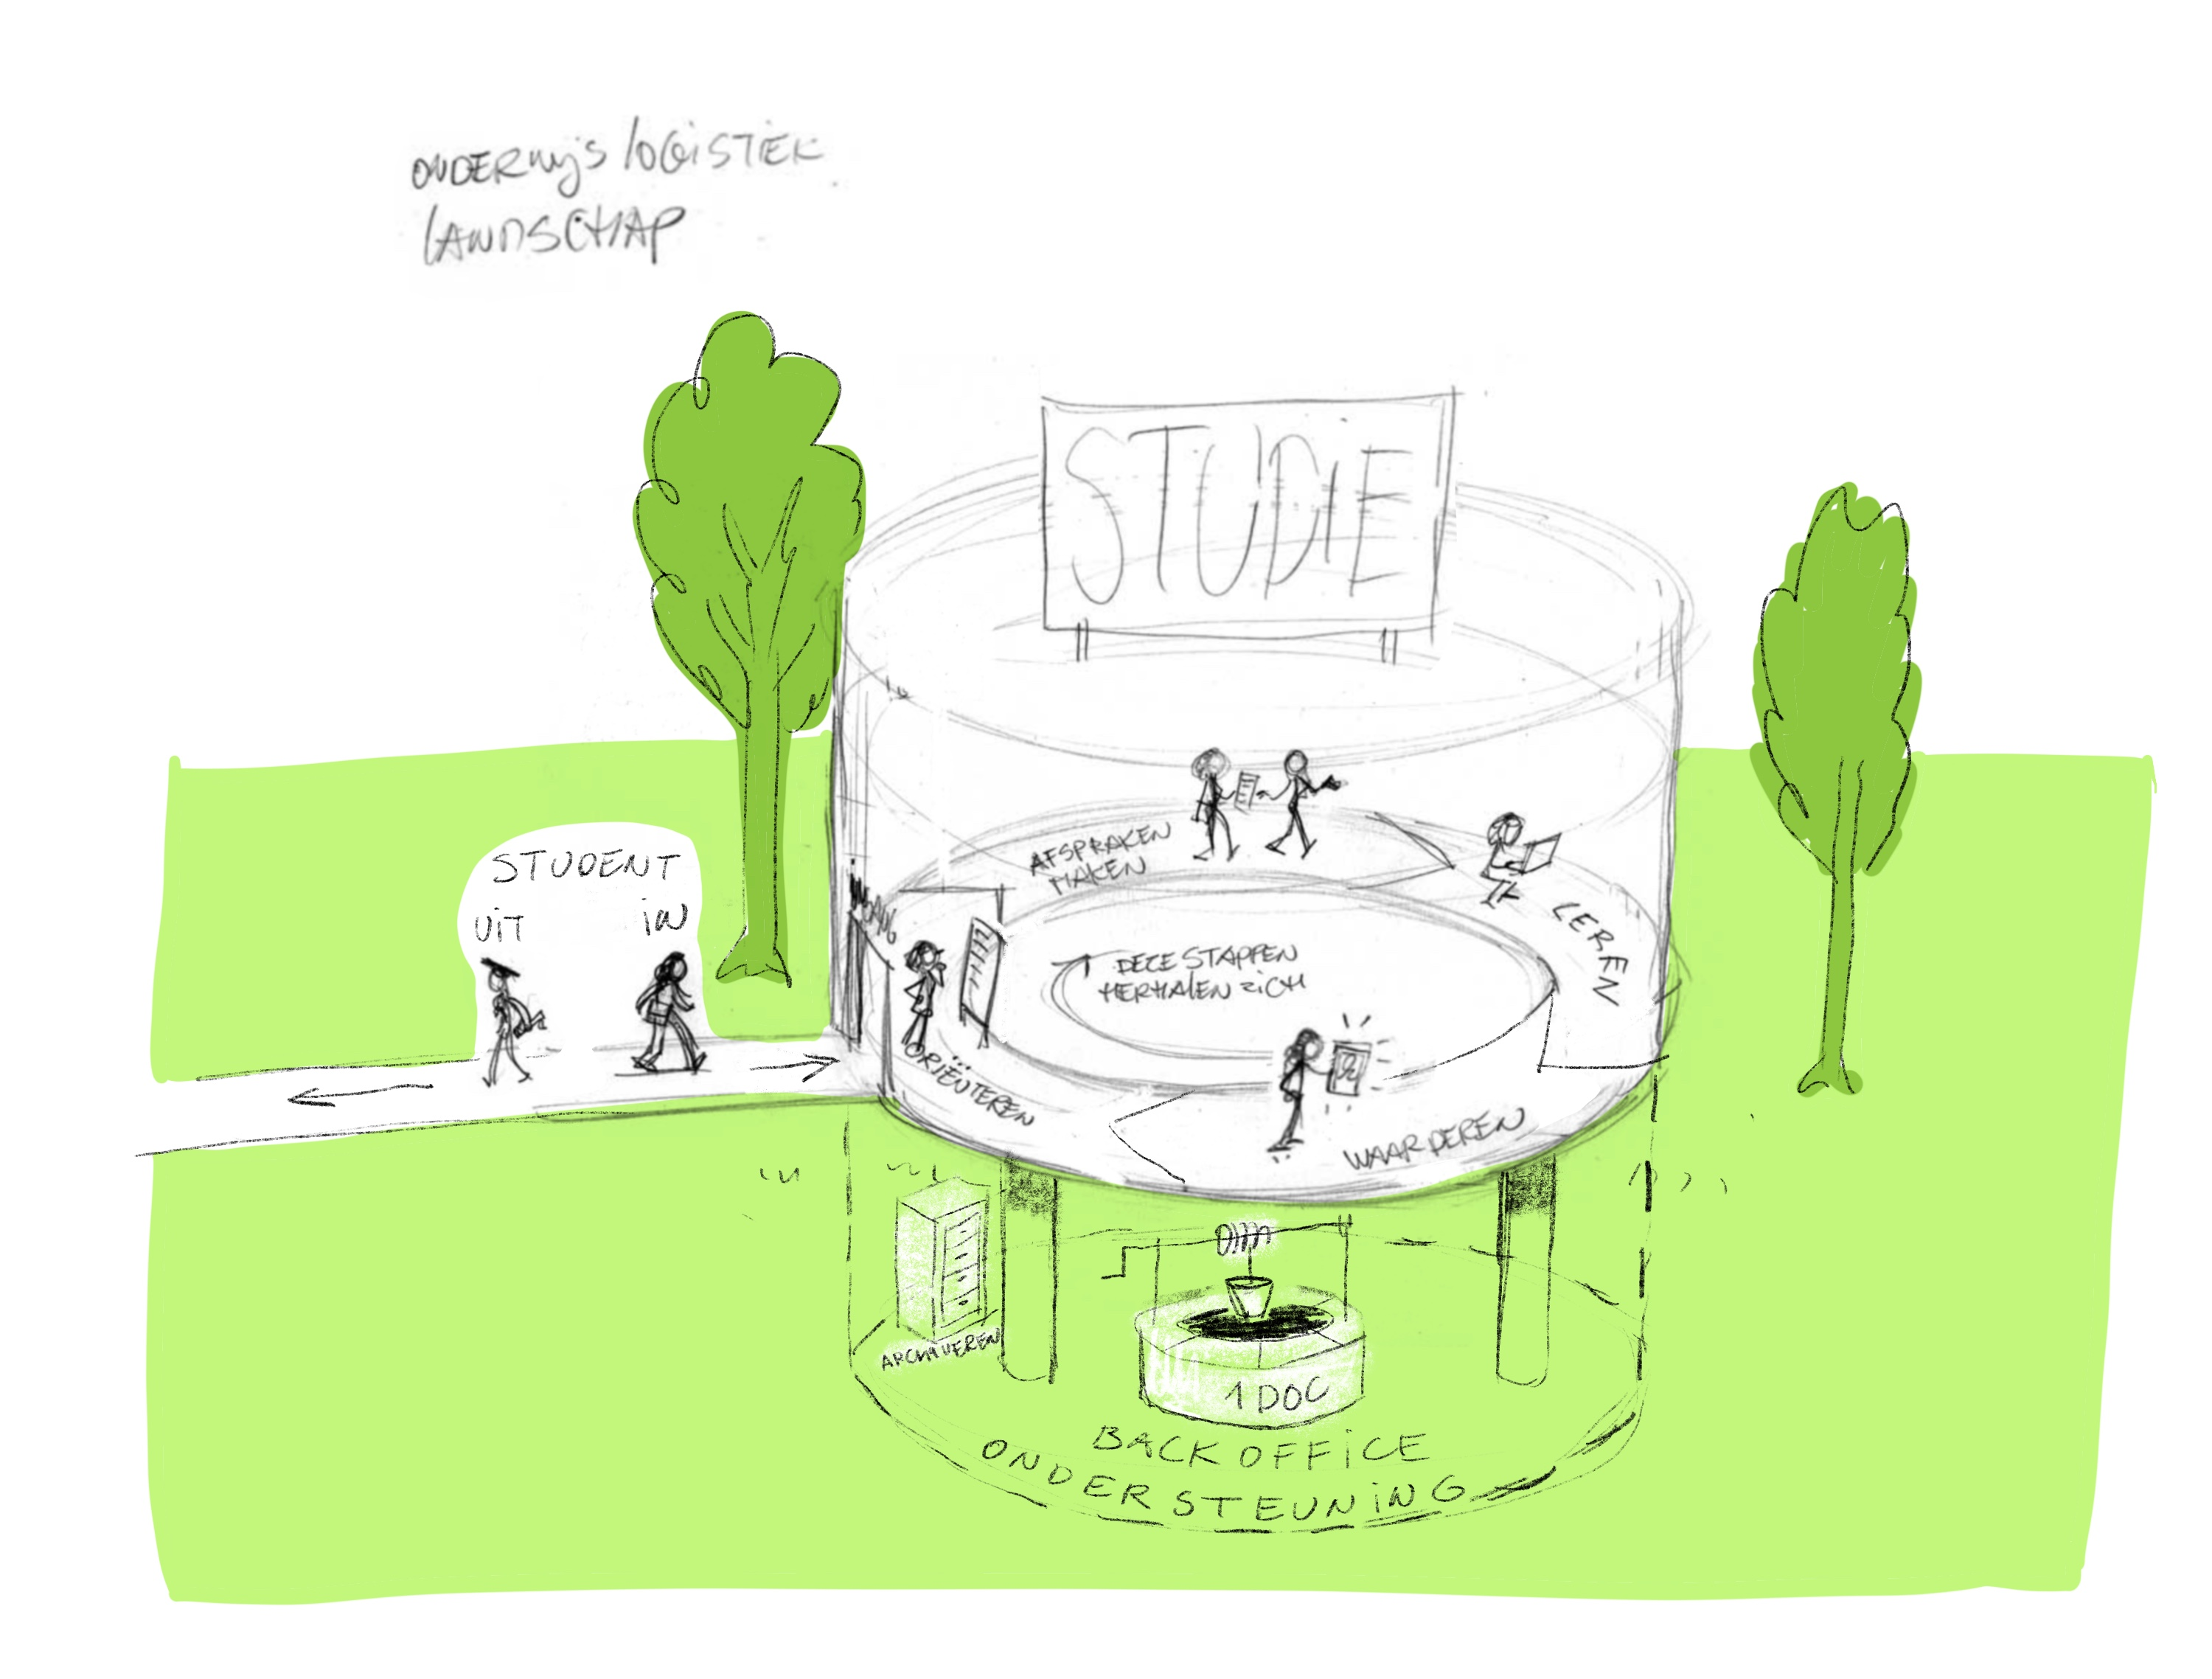 ONDERWIJS LOGISTIEK
LANDSCHAP
STUDIE
STUDENT
UIT
IN
INGANG
AFSPRAKEN
MAKEN
LEREN
DEZE STAPPEN
HERHALEN ZICH
ORIËNTEREN
WAARDEREN
ARCHIVEREN
1 DOC
BACK OFFICE
ONDERSTEUNING